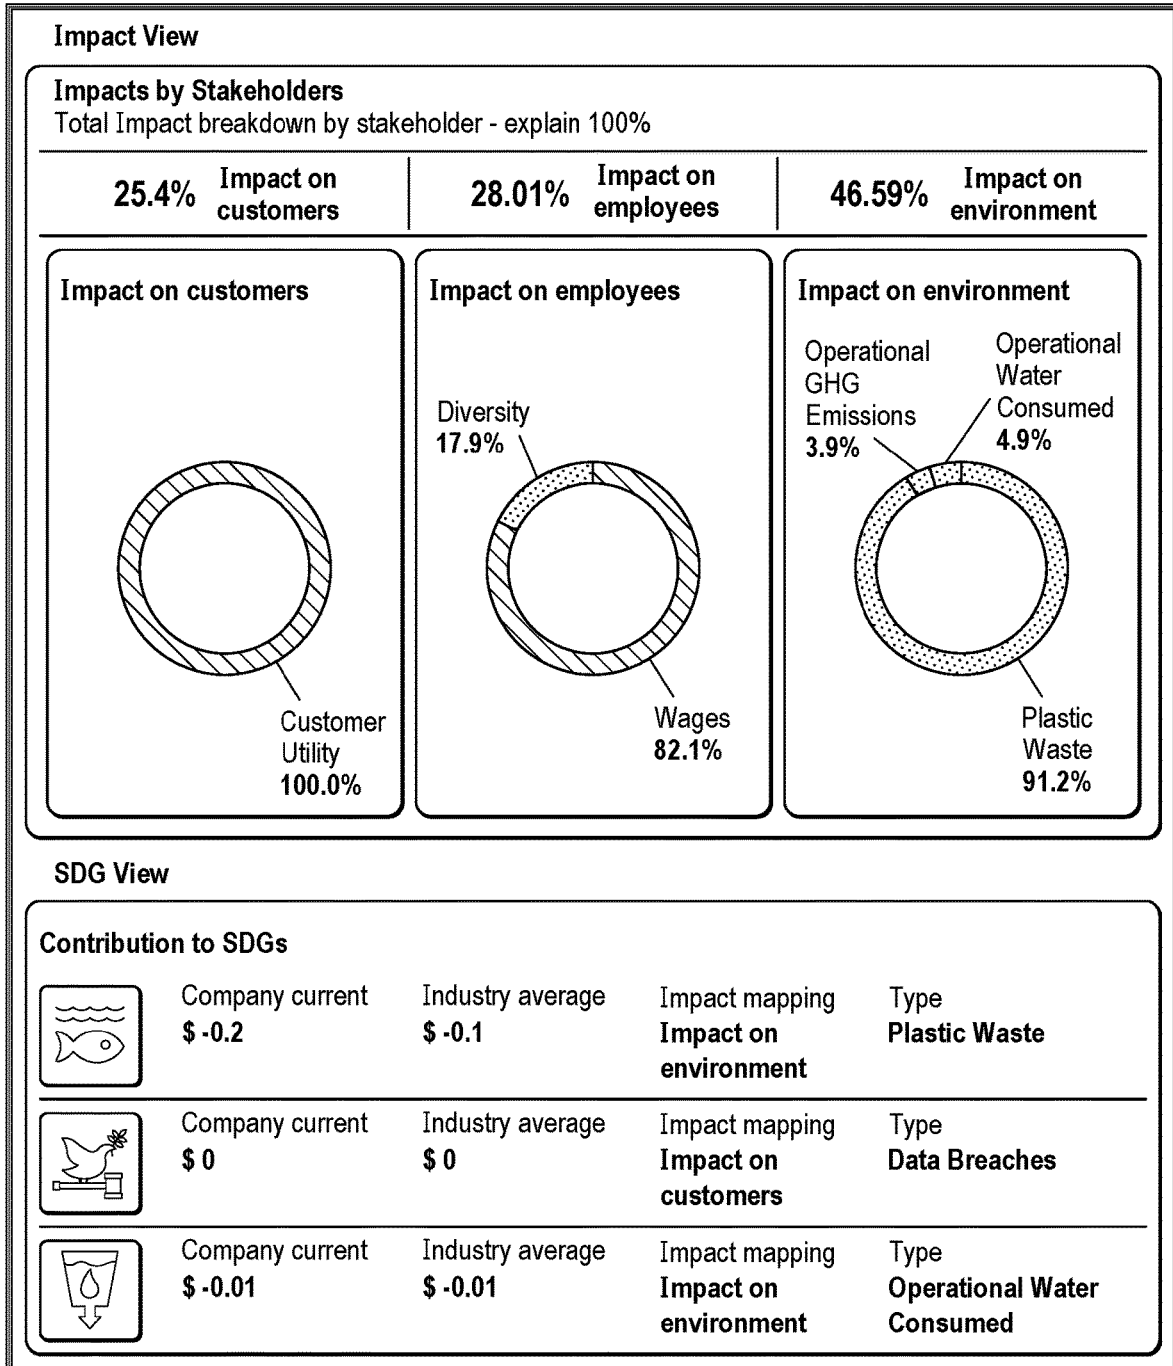 Impact View
Impacts by Stakeholders
Total Impact breakdown by stakeholder - explain 100%
25.4%
Impact on
customers
28.01%
Impact on
employees
46.59%
Impact on
environment
Impact on customers
Customer
Utility
100.0%
Impact on employees
Diversity
17.9%
Wages
82.1%
Impact on environment
Operational
GHG
Emissions
3.9%
Operational
Water
Consumed
4.9%
Plastic
Waste
91.2%
SDG View
Contribution to SDGs
Company current
$ -0.2
Industry average
$ -0.1
Impact mapping
Impact on
environment
Type
Plastic Waste
Company current
$ 0
Industry average
$ 0
Impact mapping
Impact on
customers
Type
Data Breaches
Company current
$ -0.01
Industry average
$ -0.01
Impact mapping
Impact on
environment
Type
Operational Water
Consumed